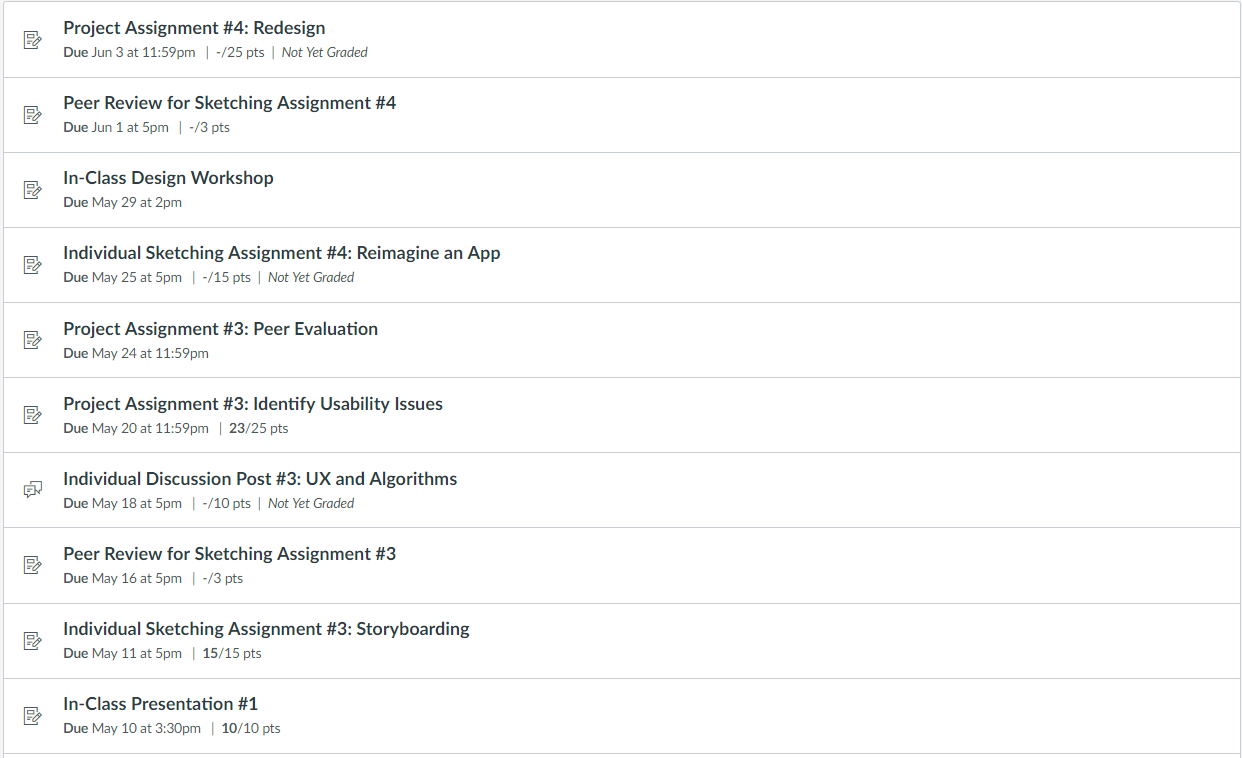 Project Assignment #4: Redesign
Due Jun 3 at 11:59pm | -/25 pts | Not Yet Graded
Peer Review for Sketching Assignment #4
Due Jun 1 at 5pm | -/3 pts
In-Class Design Workshop
Due May 29 at 2pm
Individual Sketching Assignment #4: Reimagine an App
Due May 25 at 5pm | -/15 pts | Not Yet Graded
Project Assignment #3: Peer Evaluation
Due May 24 at 11:59pm
Project Assignment #3: Identify Usability Issues
Due May 20 at 11:59pm | 23/25 pts
Individual Discussion Post #3: UX and Algorithms
Due May 18 at 5pm | -/10 pts | Not Yet Graded
Peer Review for Sketching Assignment #3
Due May 16 at 5pm | -/3 pts
Individual Sketching Assignment #3: Storyboarding
Due May 11 at 5pm | 15/15 pts
In-Class Presentation #1
Due May 10 at 3:30pm | 10/10 pts